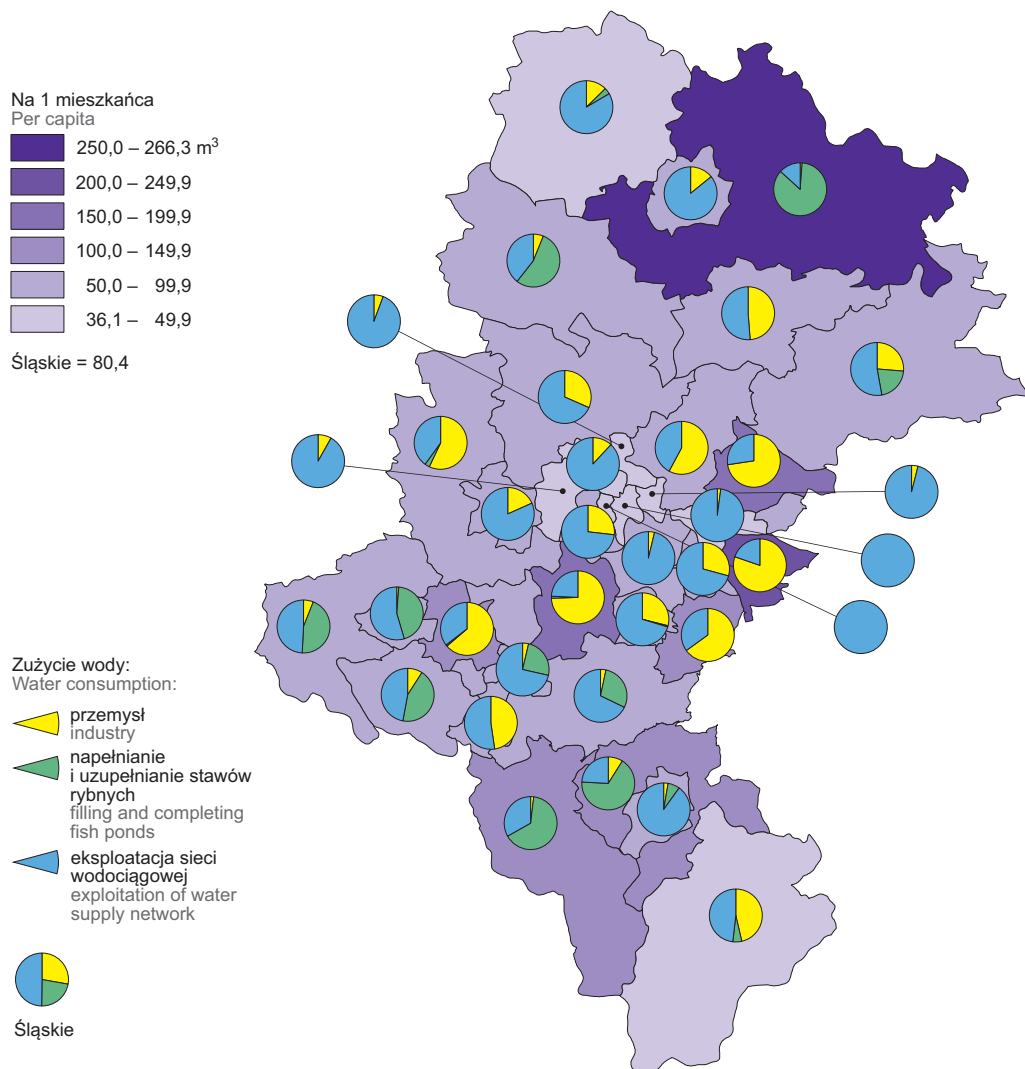 Na 1 mieszkańca
Per capita
250,0 – 266,3 m³
200,0 – 249,9
150,0 – 199,9
100,0 – 149,9
50,0 – 99,9
36,1 – 49,9
Śląskie = 80,4
Zużycie wody:
Water consumption:
przemysł
industry
napełnianie
i uzupełnianie stawów
rybnych
filling and completing
fish ponds
eksploatacja sieci
wodociągowej
exploitation of water
supply network
Śląskie